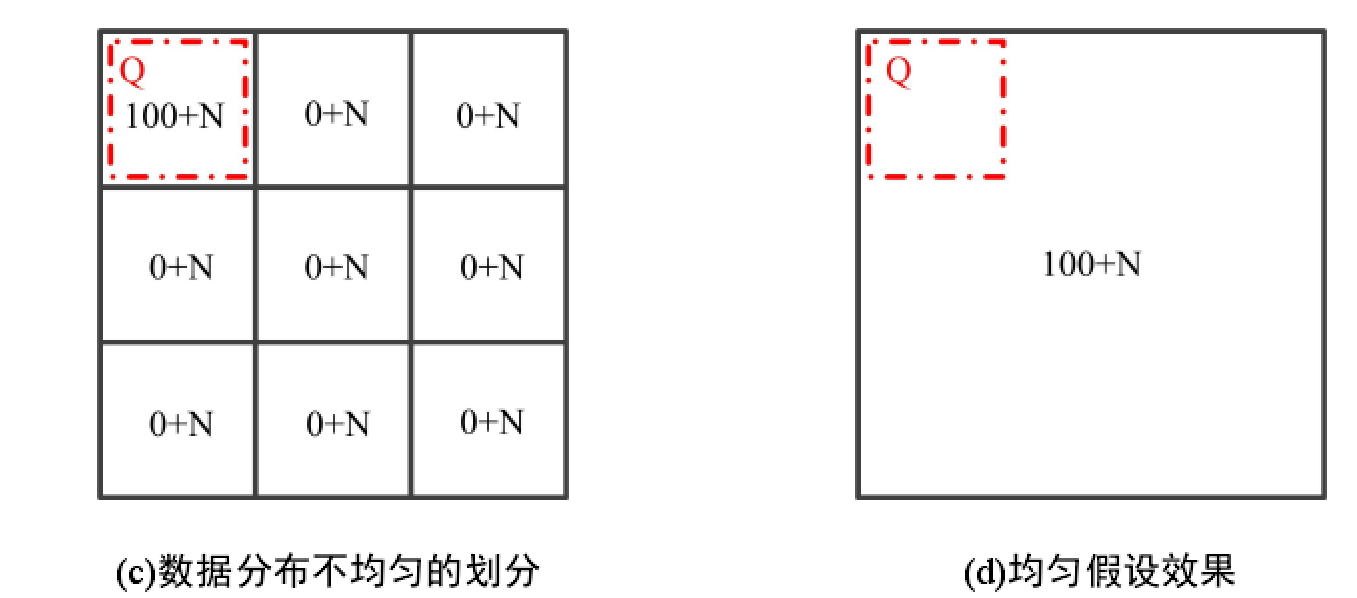 Q
100+N 0+N 0+N
0+N 0+N 0+N
0+N 0+N 0+N
(c)数据分布不均匀的划分
Q
100+N
(d)均匀假设效果